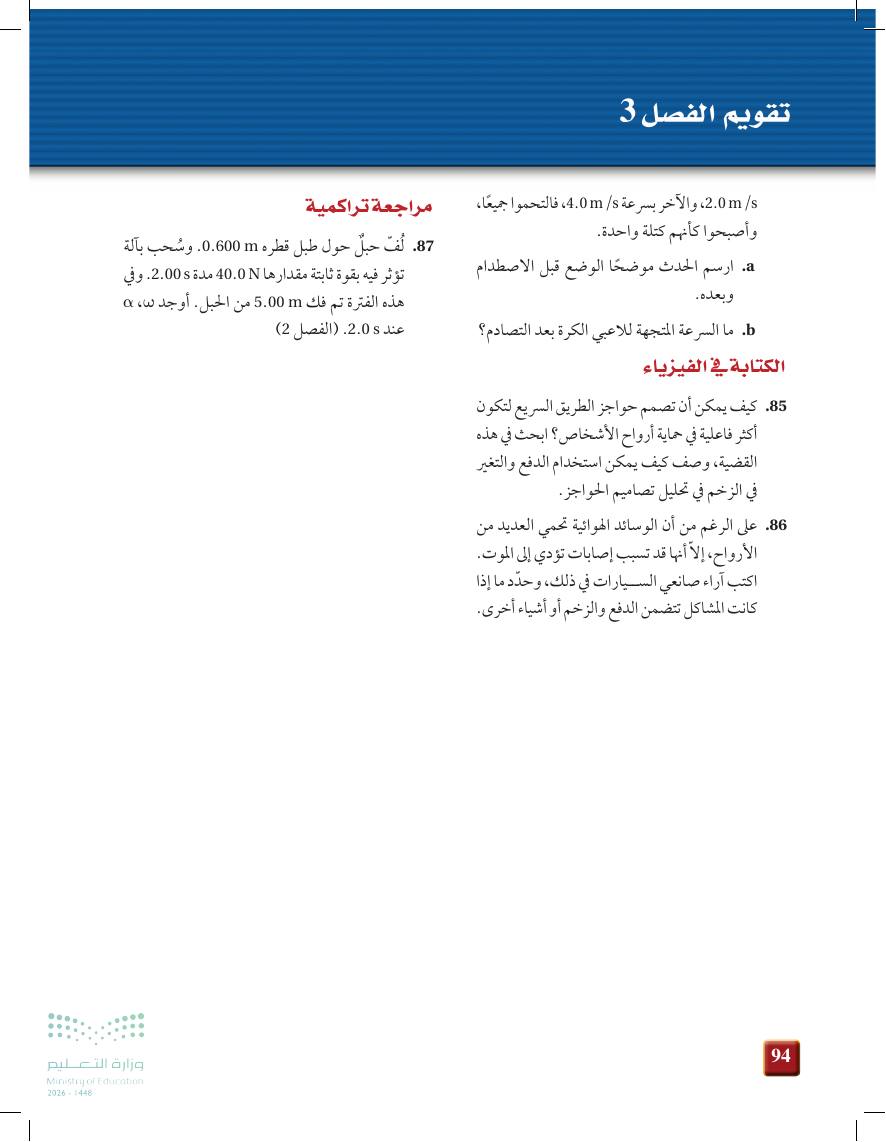 تقويم الفصل 3
2.0 m/s، والآخر بسرعة 4.0 m/s، فالتحموا جميعًا،
وأصبحوا كأنهم كتلة واحدة.
a. ارسم الحدث موضحًا الوضع قبل الاصطدام
وبعده.
b. ما السرعة المتجهة للاعبي الكرة بعد التصادم؟
الكتابة في الفيزياء
85. كيف يمكن أن تصمم حواجز الطريق السريع لتكون
أكثر فاعلية في حماية أرواح الأشخاص؟ ابحث في هذه
القضية، وصف كيف يمكن استخدام الدفع والتغير
في الزخم في تحليل تصاميم الحواجز.
86. على الرغم من أن الوسائد الهوائية تحمي العديد من
الأرواح، إلاّ أنها قد تسبب إصابات تؤدي إلى الموت.
اكتب آراء صانعي السيارات في ذلك، وحدّد ما إذا
كانت المشاكل تتضمن الدفع والزخم أو أشياء أخرى.
مراجعة تراكمية
87. لُفّ حبلٌ حول طبل قطره 0.600 m. وسُحب بآلة
تؤثر فيه بقوة ثابتة مقدارها 40.0 N مدة 2.00 s. وفي
هذه الفترة تم فك 5.00 m من الحبل. أوجد α ،ω
عند 2.0 s. (الفصل 2)
وزارة التعليم
Ministry of Education
2026 - 1448
94